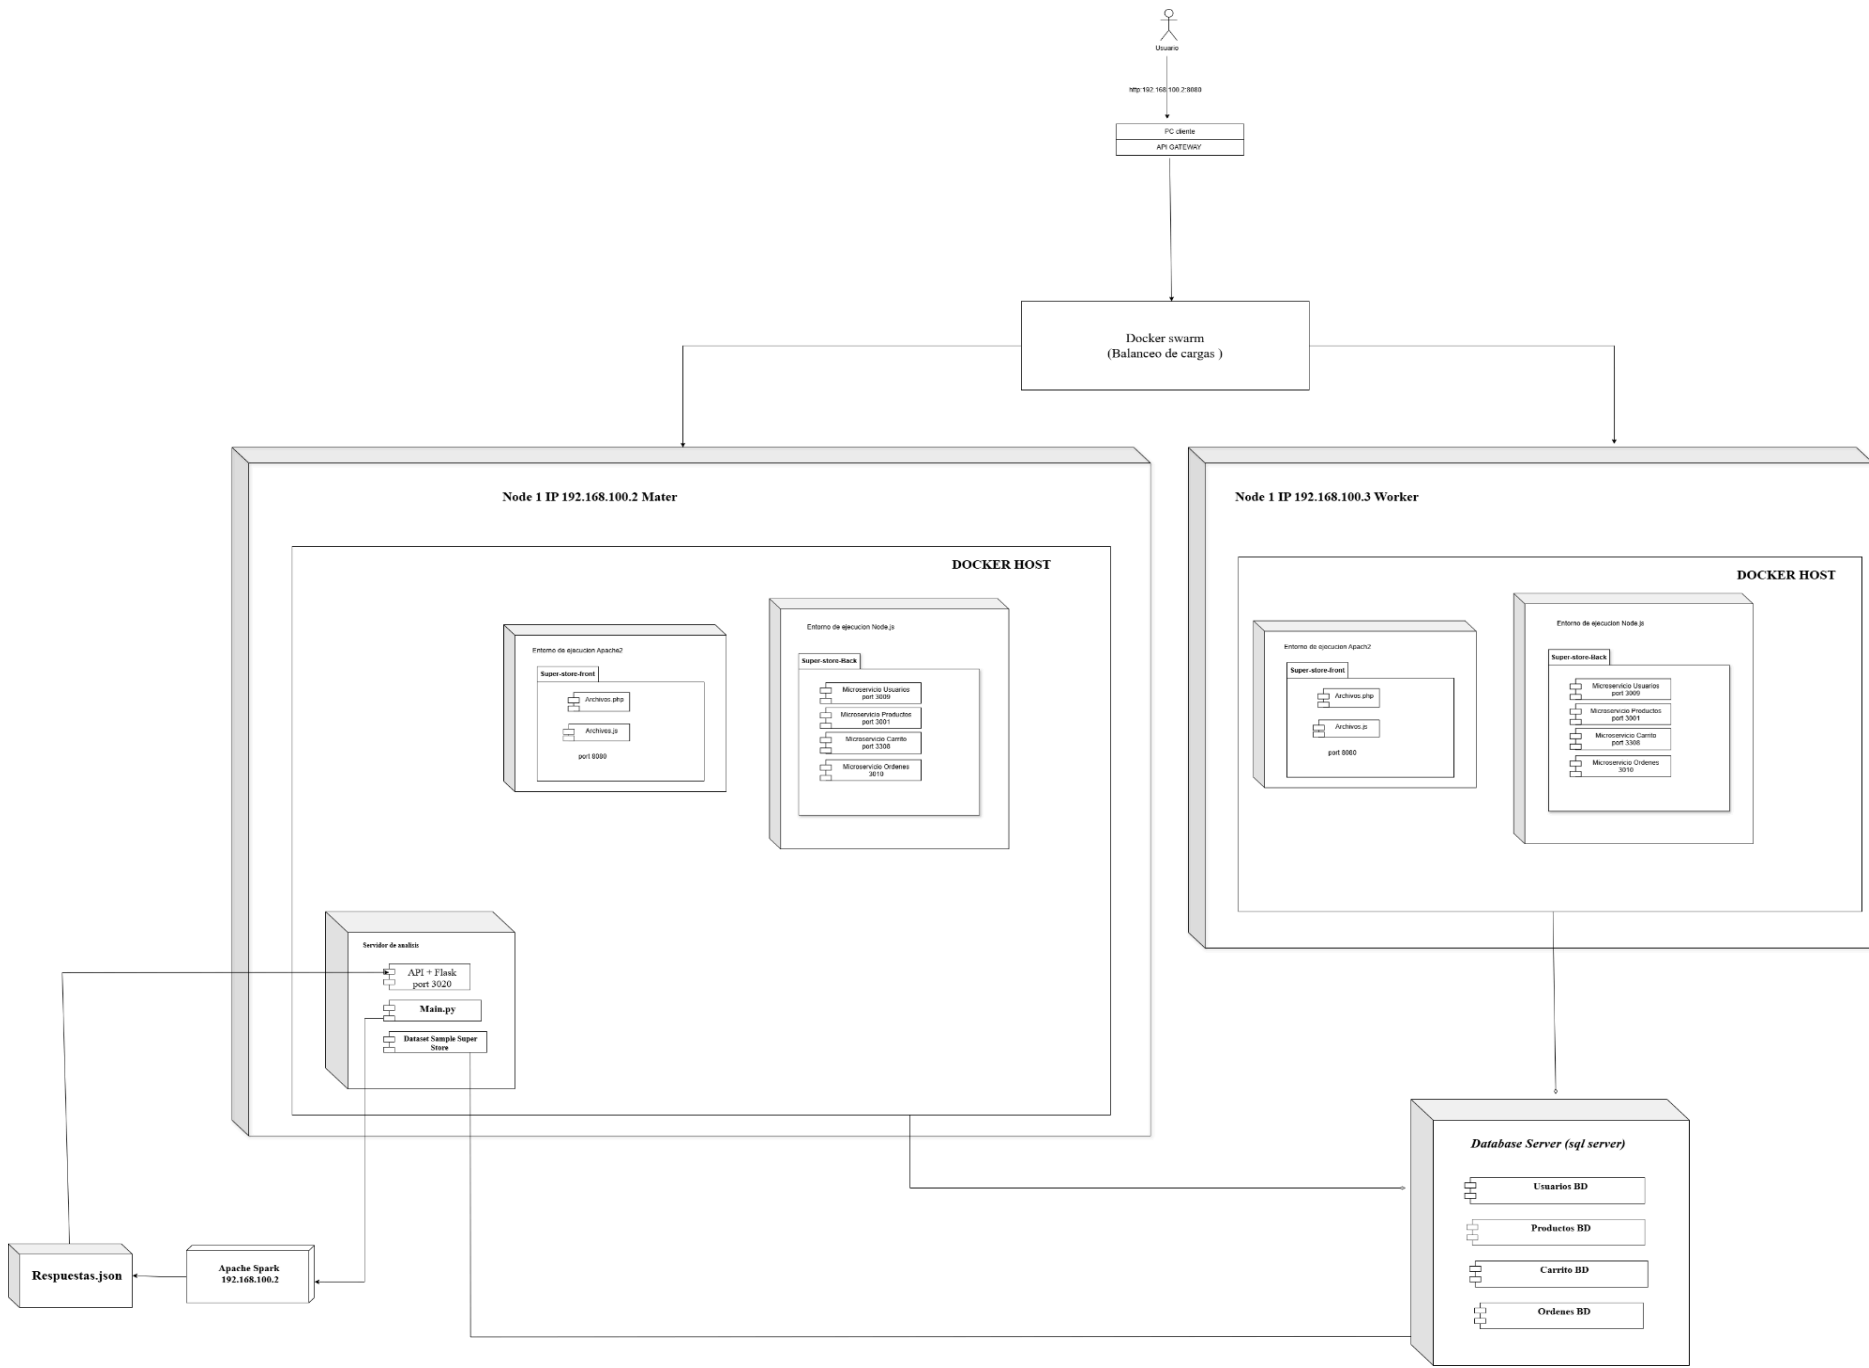 Usuario
http:192.168.100.2:8080
PC cliente
API GATEWAY
Docker swarm
(Balanceo de cargas )
Node 1 IP 192.168.100.2 Mater
DOCKER HOST
Entorno de ejecucion Apache2
Super-store-front
Archivos.php
Archivos.js
port 8080
Entorno de ejecucion Node.js
Super-store-Back
Microservicio Usuarios
port 3009
Microservicio Productos
port 3001
Microservicio Carrito
port 3308
Microservicio Ordenes
3010
Servidor de analisis
API + Flask
port 3020
Main.py
Dataset Sample Super
Store
Node 1 IP 192.168.100.3 Worker
DOCKER HOST
Entorno de ejecucion Apach2
Super-store-front
Archivos.php
Archivos.js
port 8080
Entorno de ejecucion Node.js
Super-store-Back
Microservicio Usuarios
port 3009
Microservicio Productos
port 3001
Microservicio Carrito
port 3308
Microservicio Ordenes
3010
Database Server (sql server)
Usuarios BD
Productos BD
Carrito BD
Ordenes BD
Respuestas.json
Apache Spark
192.168.100.2